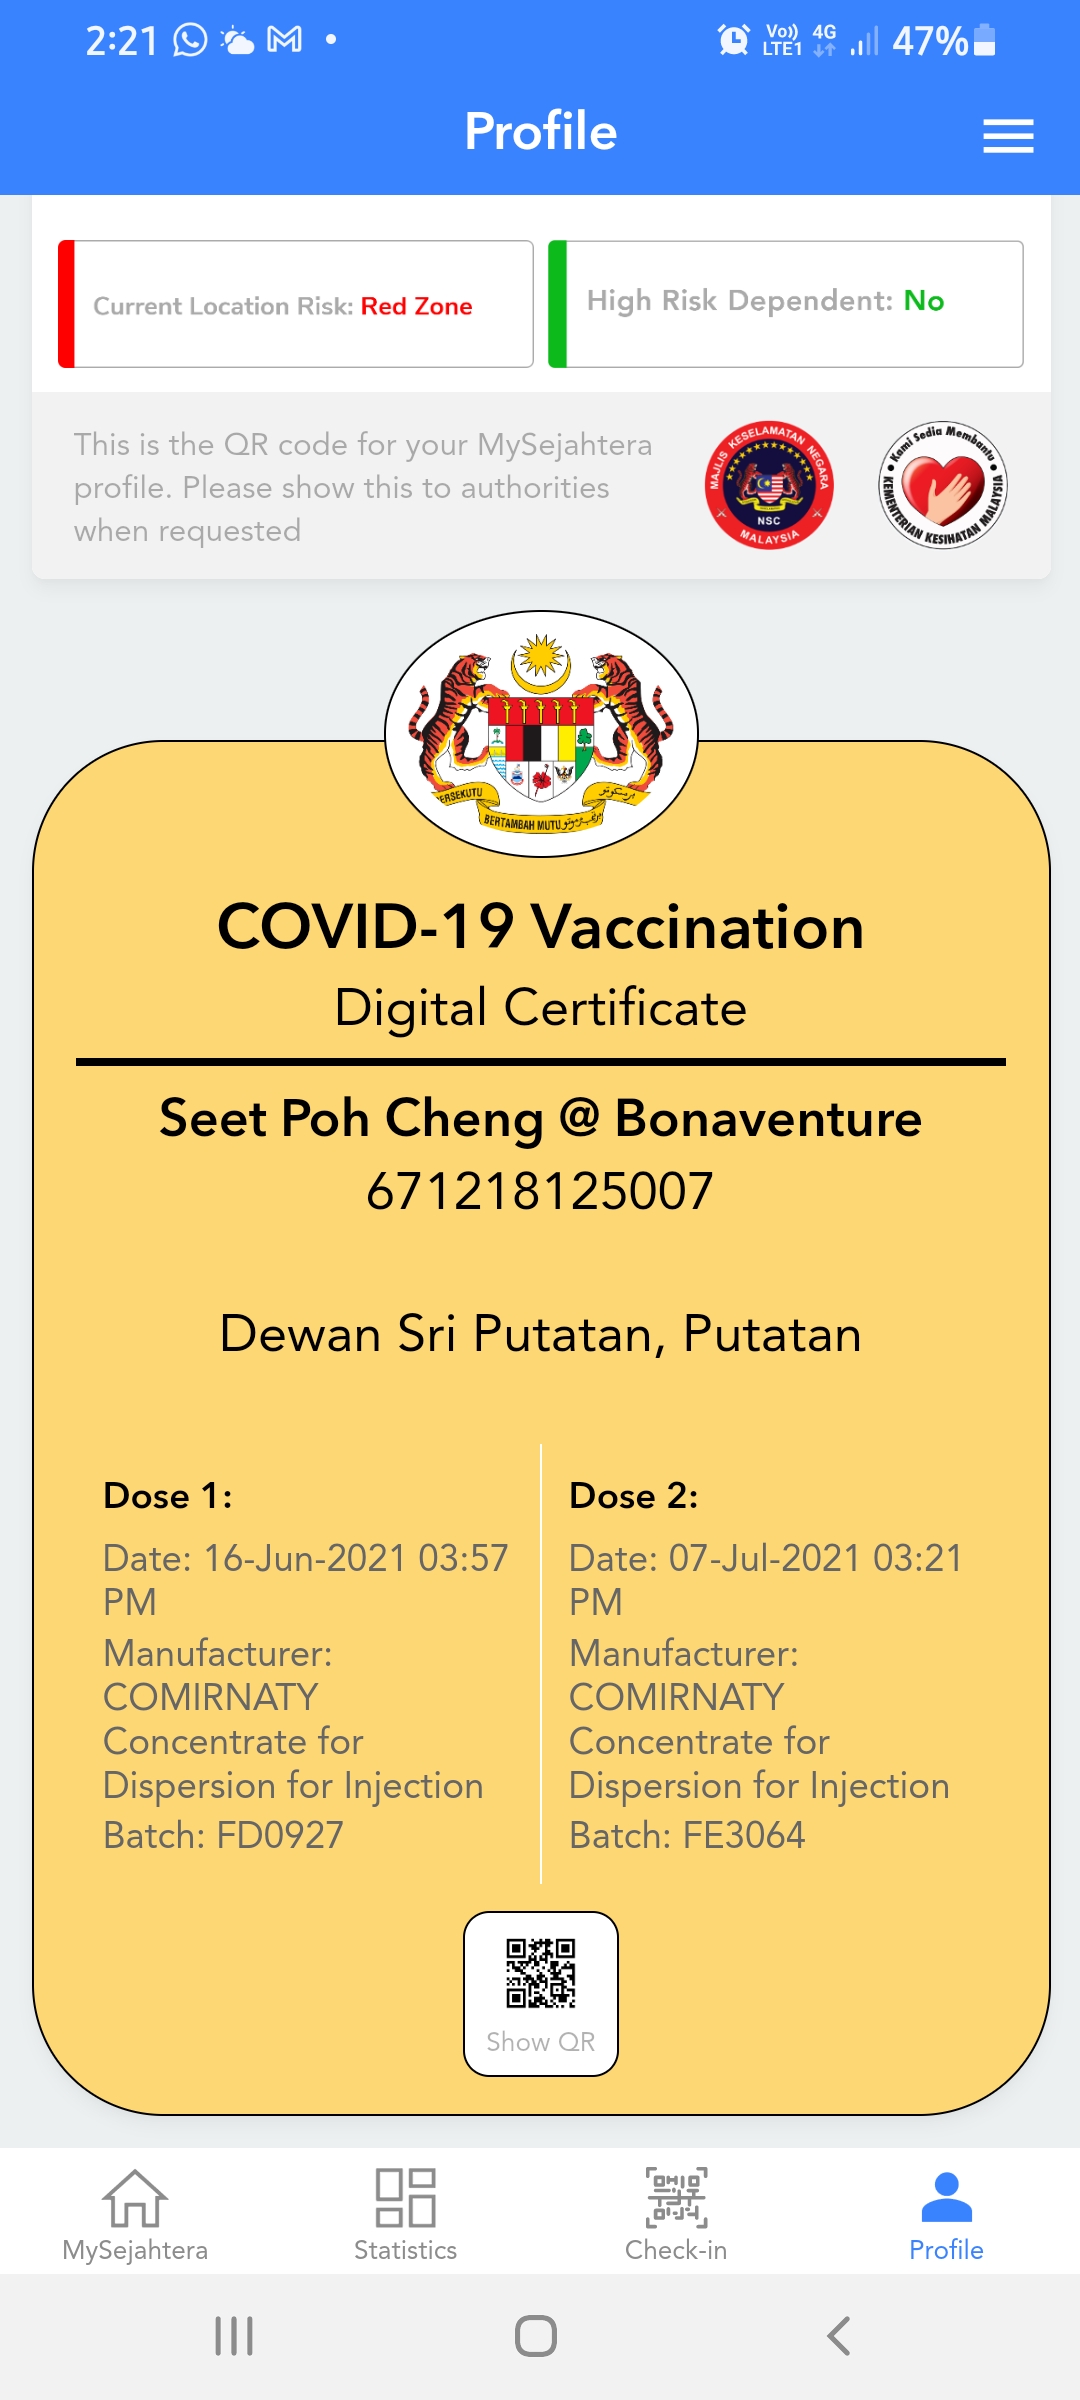 2:21
Vo)) LTE1 4G 47%
Profile
Current Location Risk: Red Zone
High Risk Dependent: No
This is the QR code for your MySejahtera
profile. Please show this to authorities
when requested
MAJLIS KESELAMATAN NEGARA
NSC
MALAYSIA
Kami Sedia Membantu
KEMENTERIAN KESIHATAN MALAYSIA
ERSEKUTU
BERTAMBAH MUTU
COVID-19 Vaccination
Digital Certificate
Seet Poh Cheng @ Bonaventure
671218125007
Dewan Sri Putatan, Putatan
Dose 1:
Date: 16-Jun-2021 03:57
PM
Manufacturer:
COMIRNATY
Concentrate for
Dispersion for Injection
Batch: FD0927
Dose 2:
Date: 07-Jul-2021 03:21
PM
Manufacturer:
COMIRNATY
Concentrate for
Dispersion for Injection
Batch: FE3064
Show QR
MySejahtera
Statistics
Check-in
Profile